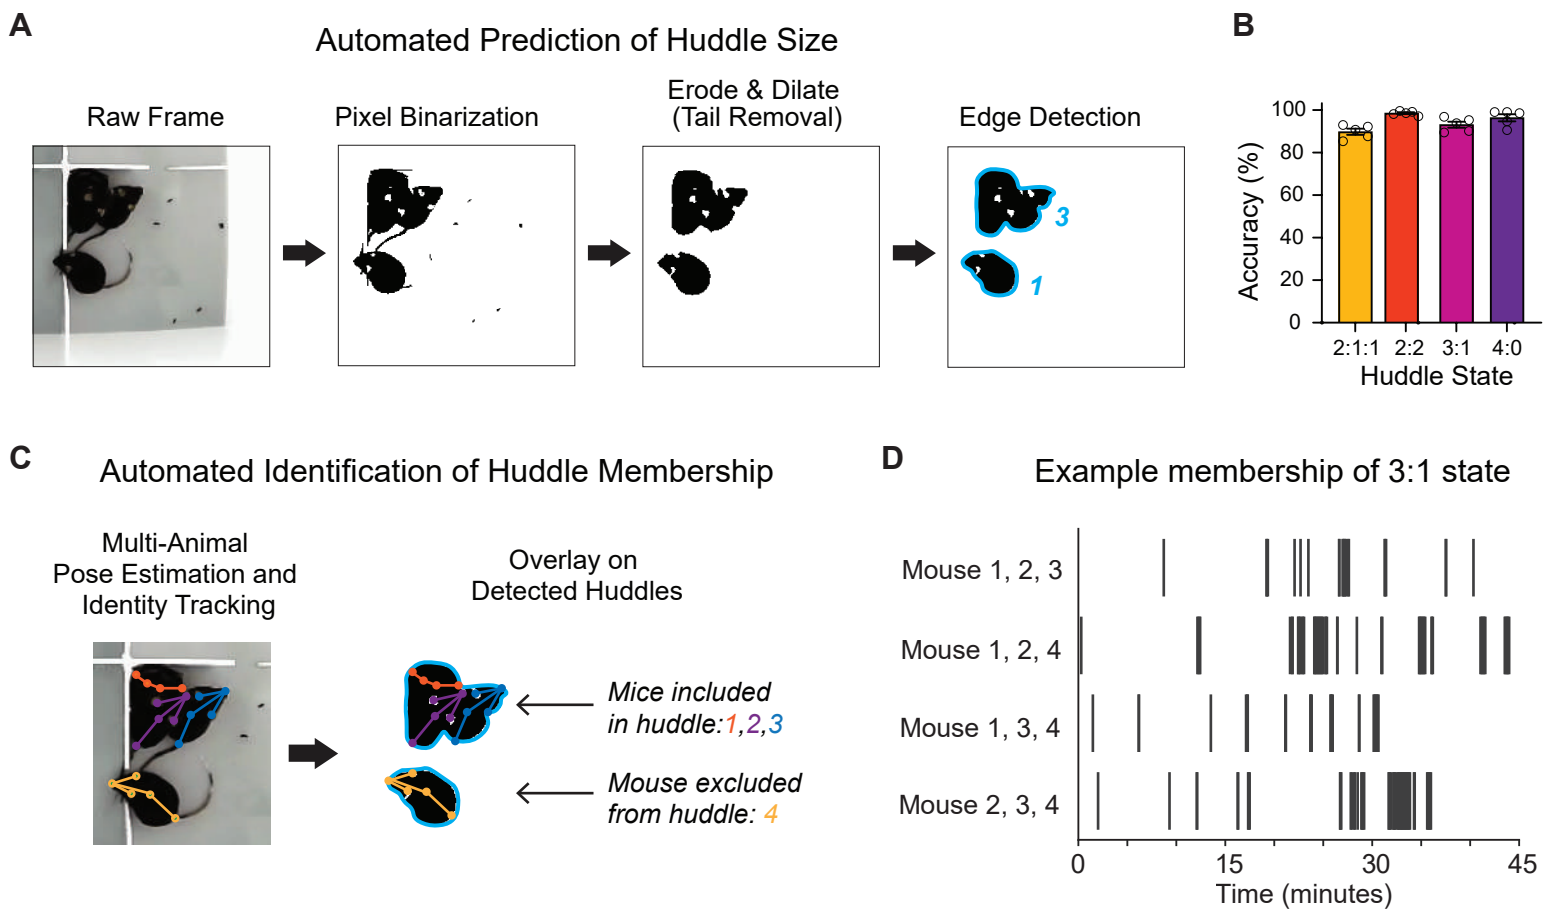 A
Automated Prediction of Huddle Size
Raw Frame
Pixel Binarization
Erode & Dilate
(Tail Removal)
Edge Detection
3
1
B
Accuracy (%)
100
80
60
40
20
0
2:1:1 2:2 3:1 4:0
Huddle State
C
Automated Identification of Huddle Membership
Multi-Animal
Pose Estimation and
Identity Tracking
Overlay on
Detected Huddles
Mice included
in huddle:1,2,3
Mouse excluded
from huddle: 4
D
Example membership of 3:1 state
Mouse 1, 2, 3
Mouse 1, 2, 4
Mouse 1, 3, 4
Mouse 2, 3, 4
0 15 30 45
Time (minutes)